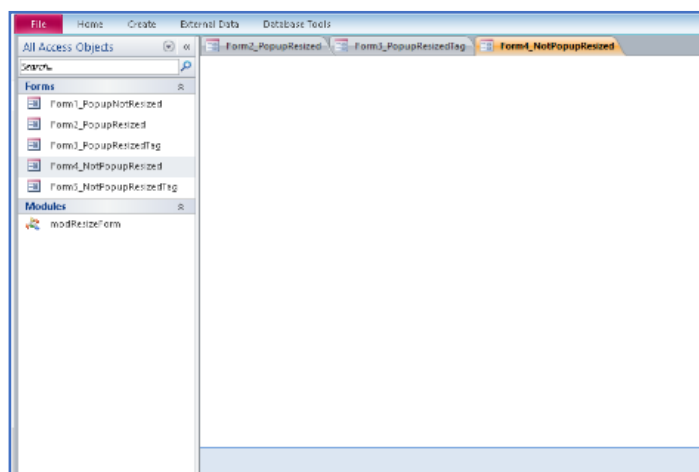 File Home Create External Data Database Tools
All Access Objects
Form2_PopupResized Form3_PopupResizedTag Form4_NotPopupResized
Search...
Forms
Form1_PopupNotResized
Form2_PopupResized
Form3_PopupResizedTag
Form4_NotPopupResized
Form5_NotPopupResizedTag
Modules
modResizeForm